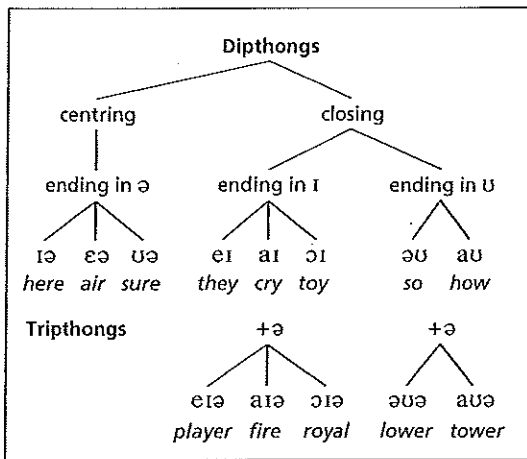 Dipthongs
centring closing
ending in ə ending in ɪ ending in ʊ
ɪə ɛə ʊə eɪ aɪ ɔɪ əʊ aʊ
here air sure they cry toy so how
Tripthongs +ə +ə
eɪə aɪə ɔɪə əʊə aʊə
player fire royal lower tower